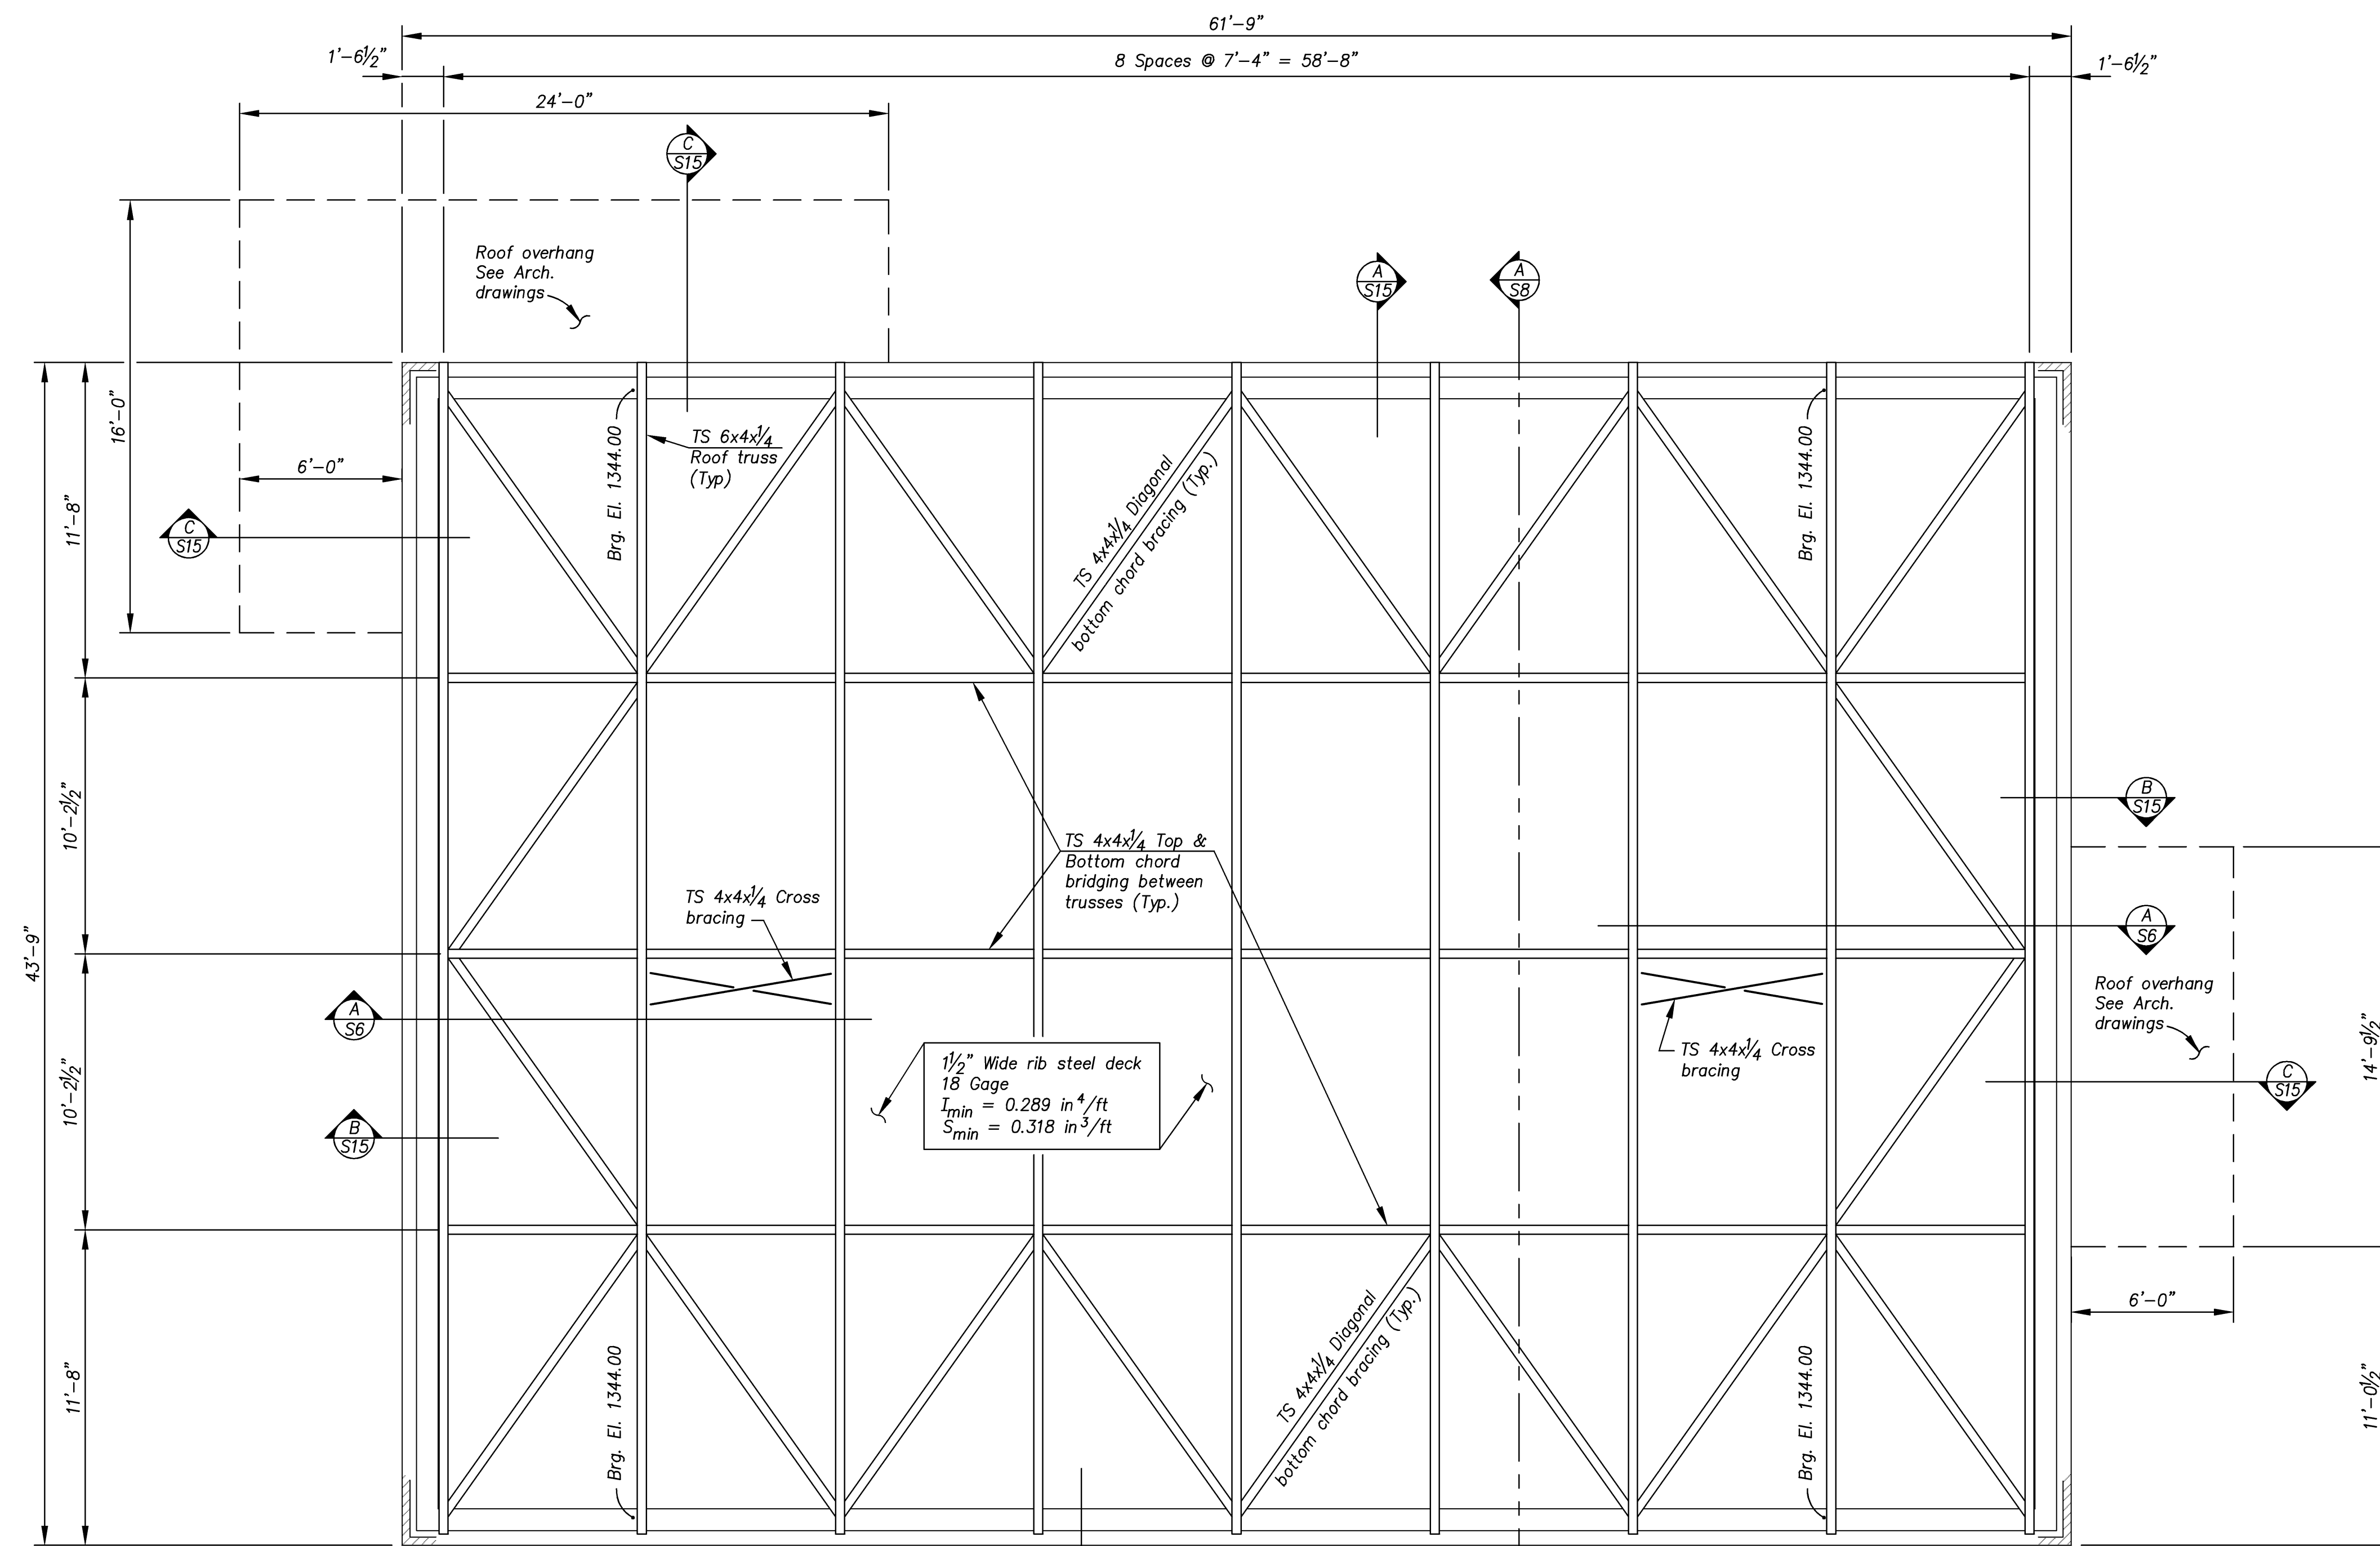 61'-9"
1'-6½"
8 Spaces @ 7'-4" = 58'-8"
1'-6½"
24'-0"
C
S15
Roof overhang
See Arch.
drawings
A
S15
A
S8
16'-0"
6'-0"
C
S15
11'-8"
Brg. El. 1344.00
TS 6x4x¼
Roof truss
(Typ)
TS 4x4x¼ Diagonal
bottom chord bracing (Typ.)
Brg. El. 1344.00
10'-2½"
B
S15
TS 4x4x¼ Top &
Bottom chord
bridging between
trusses (Typ.)
TS 4x4x¼ Cross
bracing
43'-9"
A
S6
A
S6
Roof overhang
See Arch.
drawings
1½" Wide rib steel deck
18 Gage
Imin = 0.289 in⁴/ft
Smin = 0.318 in³/ft
TS 4x4x¼ Cross
bracing
14'-9½"
C
S15
10'-2½"
B
S15
6'-0"
11'-8"
Brg. El. 1344.00
TS 4x4x¼ Diagonal
bottom chord bracing (Typ.)
Brg. El. 1344.00
11'-0½"